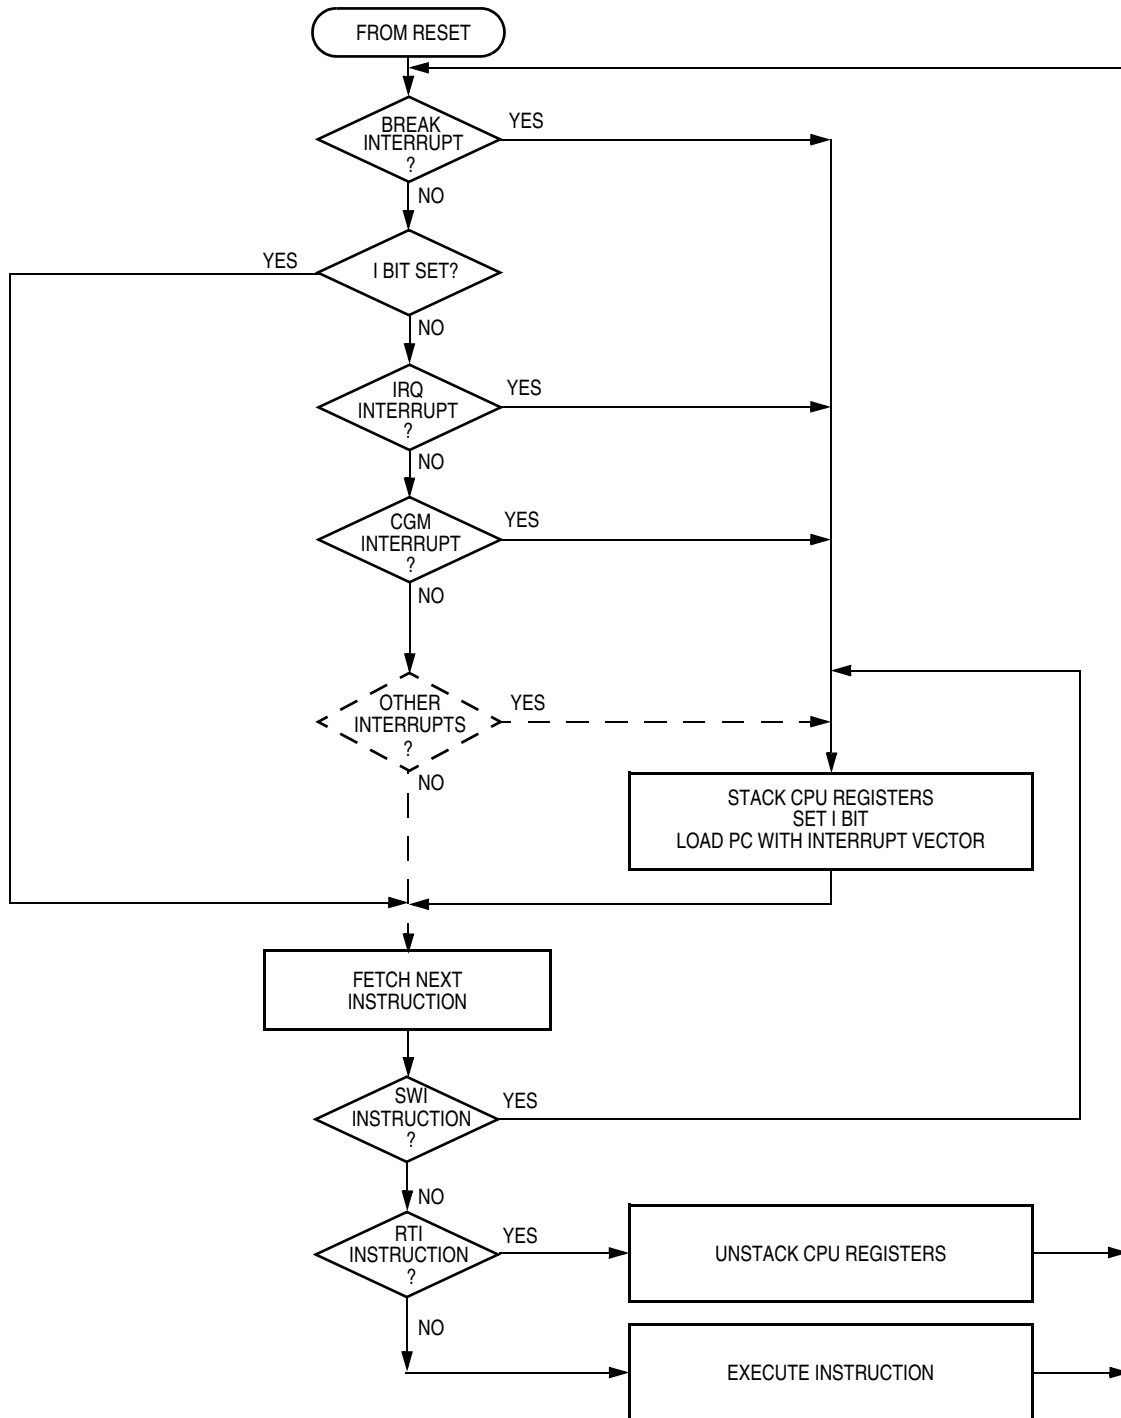 FROM RESET
BREAK
INTERRUPT
?
YES
NO
YES
I BIT SET?
NO
IRQ
INTERRUPT
?
YES
NO
CGM
INTERRUPT
?
YES
NO
OTHER
INTERRUPTS
?
YES
NO
STACK CPU REGISTERS
SET I BIT
LOAD PC WITH INTERRUPT VECTOR
FETCH NEXT
INSTRUCTION
SWI
INSTRUCTION
?
YES
NO
RTI
INSTRUCTION
?
YES
UNSTACK CPU REGISTERS
NO
EXECUTE INSTRUCTION